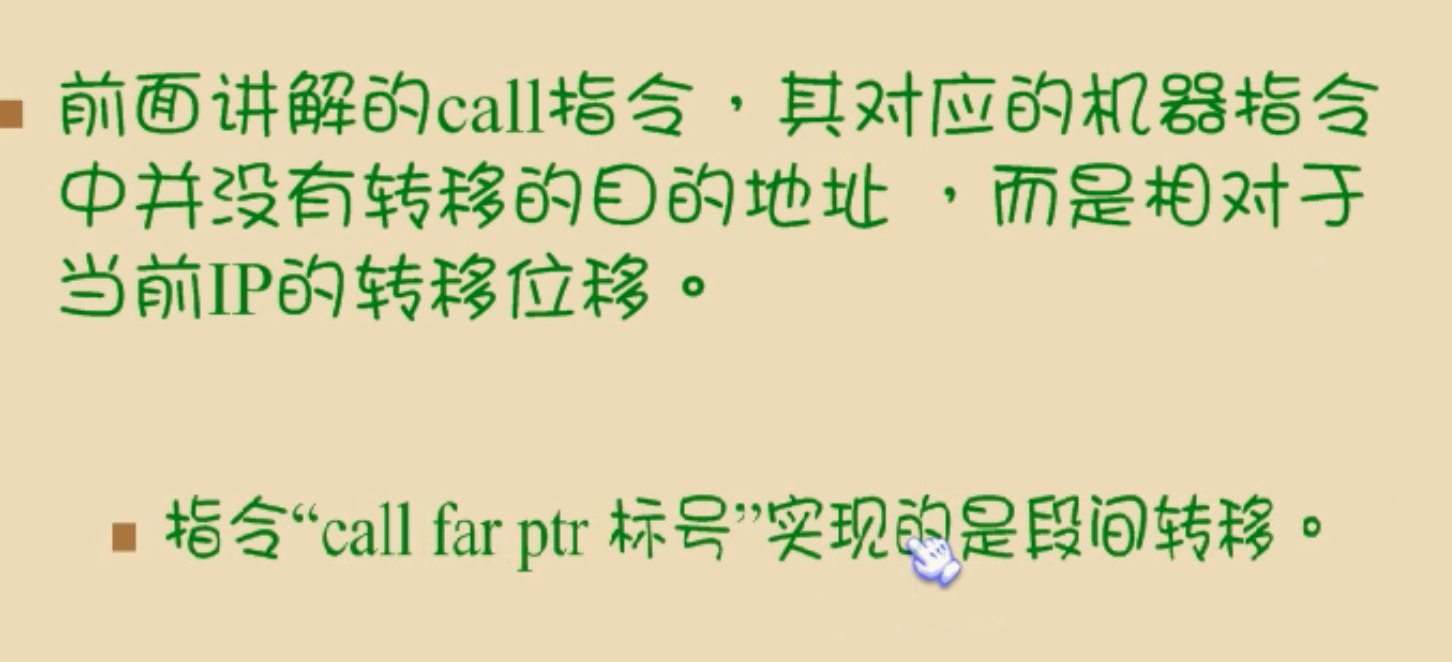 前面讲解的call指令，其对应的机器指令
中并没有转移的目的地址 ，而是相对于
当前IP的转移位移。
指令“call far ptr 标号”实现的是段间转移。